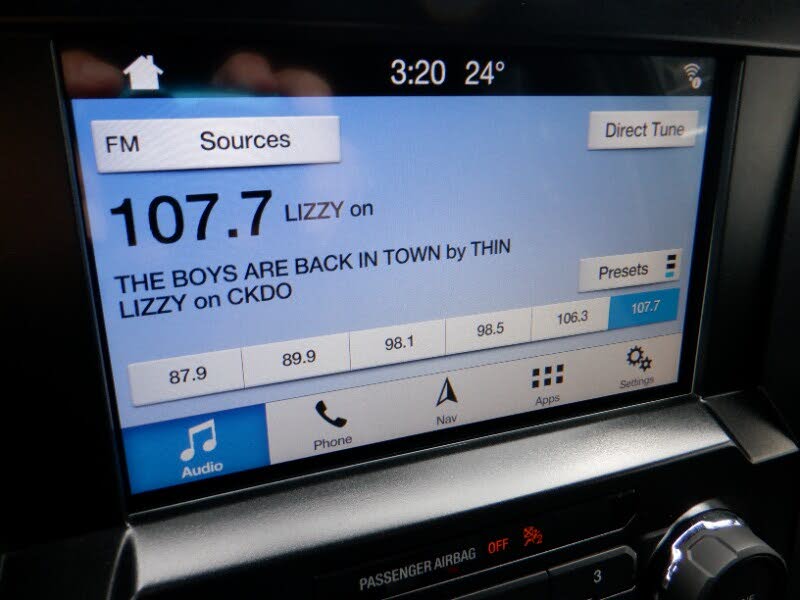 3:20 24°
FM Sources Direct Tune
107.7 LIZZY on
THE BOYS ARE BACK IN TOWN by THIN
LIZZY on CKDO
Presets
87.9 89.9 98.1 98.5 106.3 107.7
Audio Phone Nav Apps Settings
PASSENGER AIRBAG OFF
3